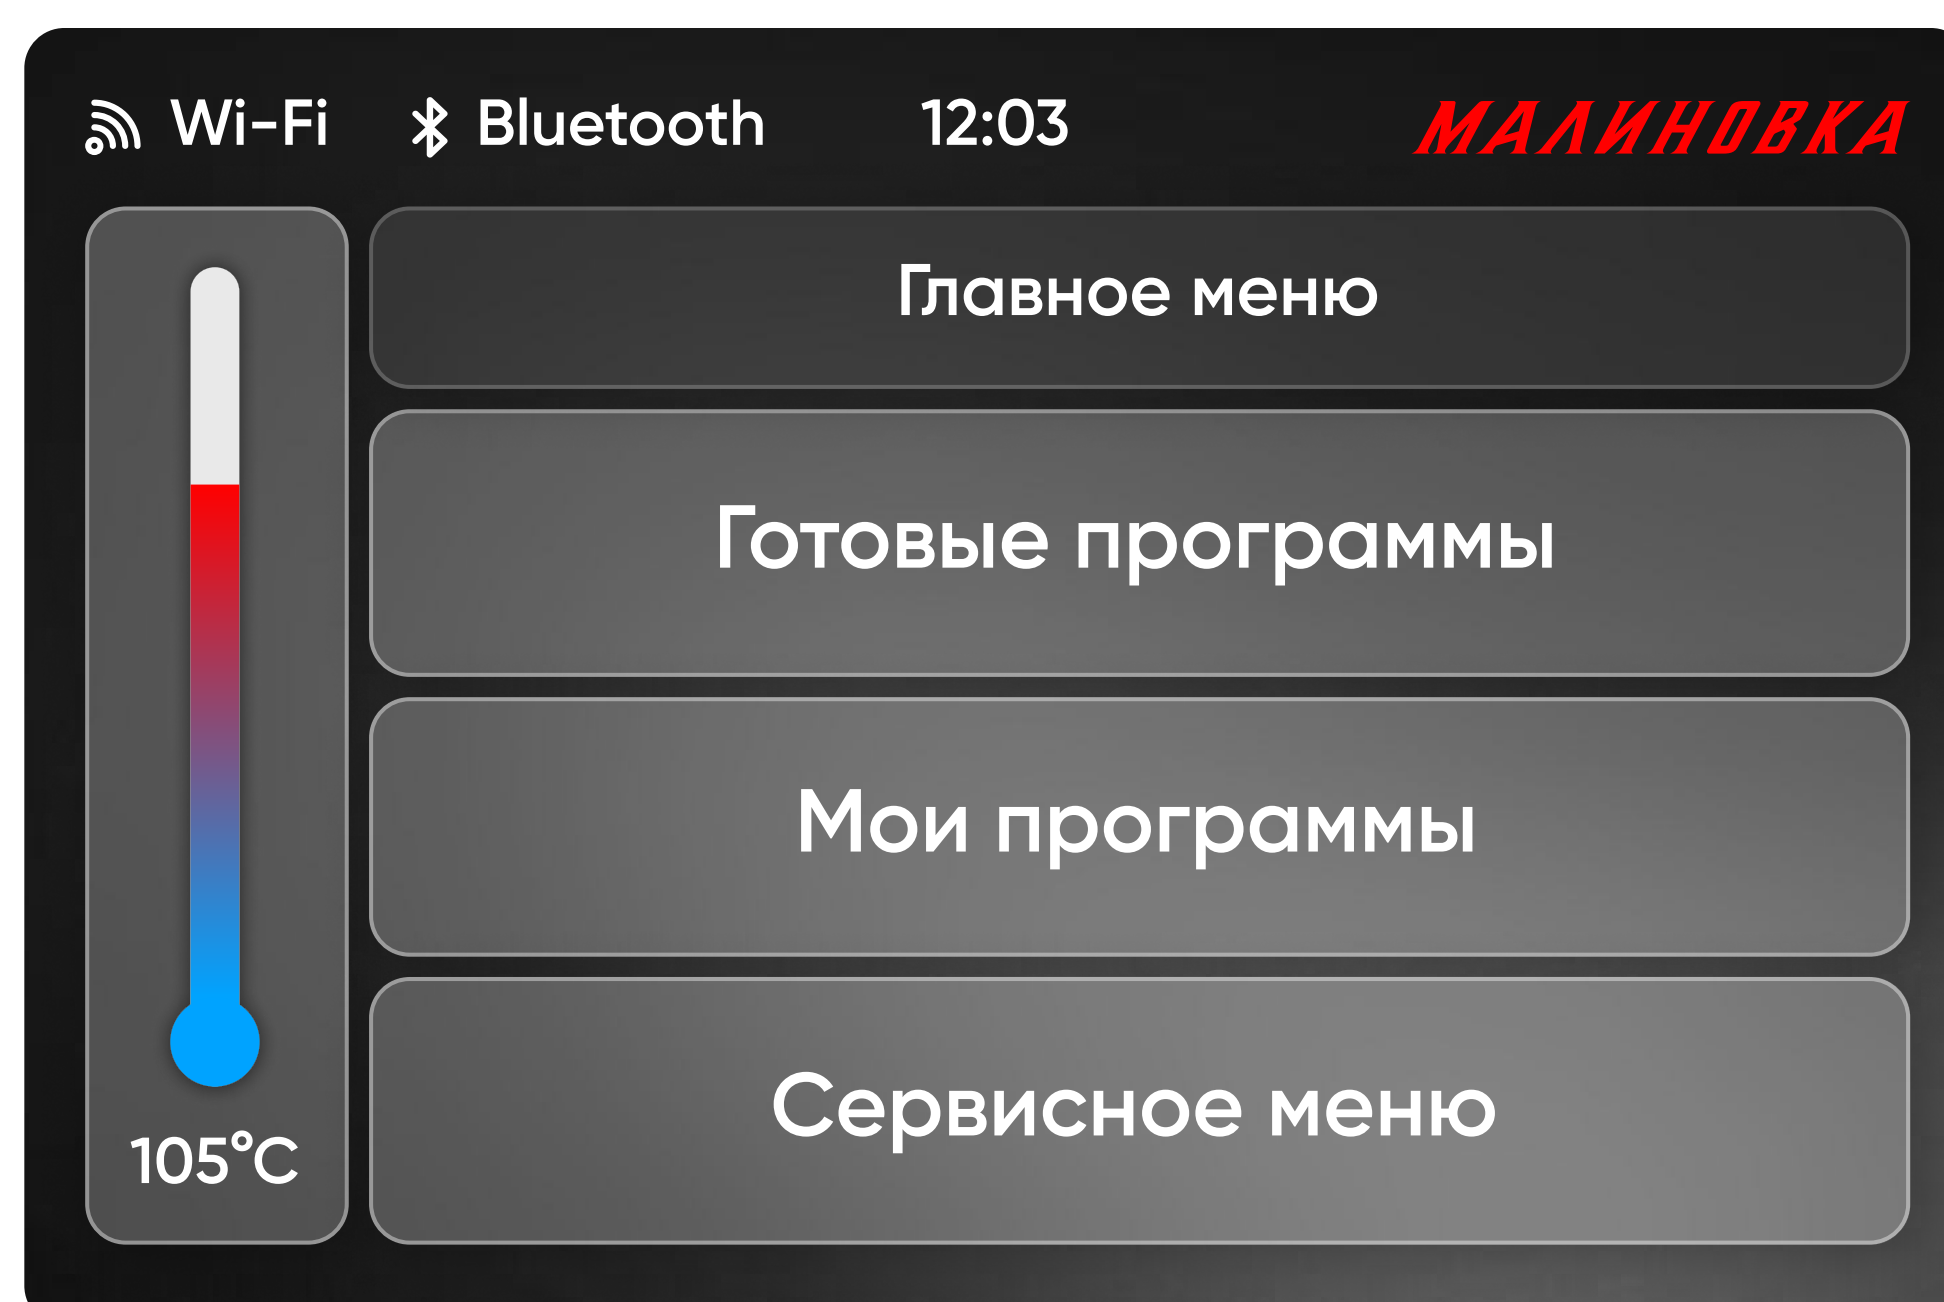 Wi-Fi Bluetooth 12:03 МАЛИНОВКА
Главное меню
Готовые программы
Мои программы
Сервисное меню
105°C